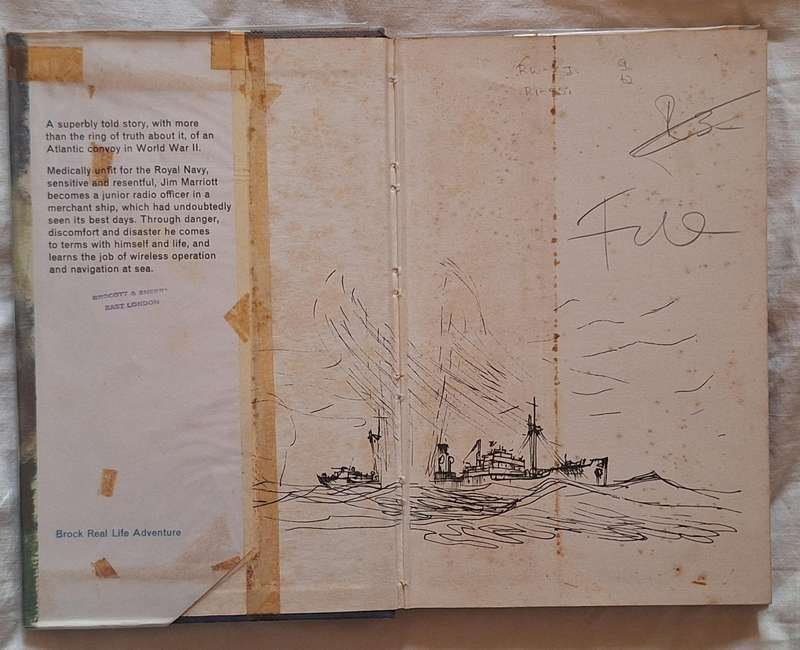 A superbly told story, with more
than the ring of truth about it, of an
Atlantic convoy in World War II.
Medically unfit for the Royal Navy,
sensitive and resentful, Jim Marriott
becomes a junior radio officer in a
merchant ship, which had undoubtedly
seen its best days. Through danger,
discomfort and disaster he comes
to terms with himself and life, and
learns the job of wireless operation
and navigation at sea.
EAST LONDON
Brock Real Life Adventure